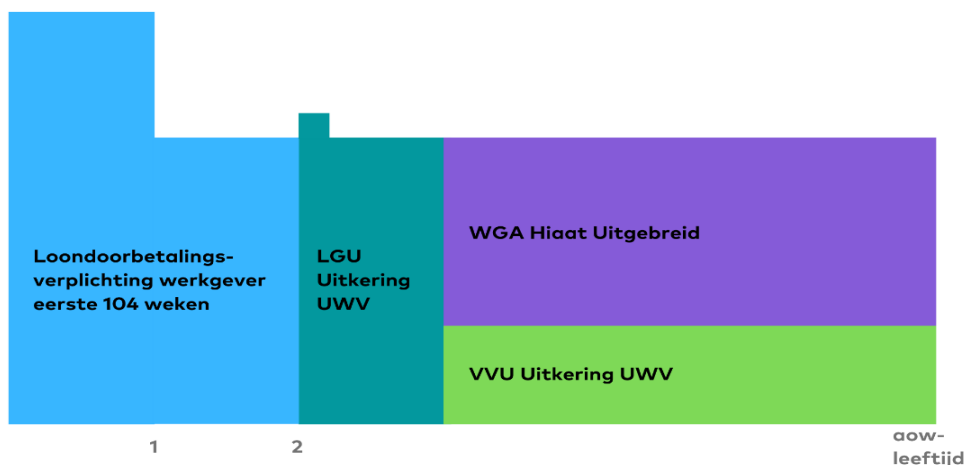 Loondoorbetalings-
verplichting werkgever
eerste 104 weken
LGU
Uitkering
UWV
WGA Hiaat Uitgebreid
VVU Uitkering UWV
1
2
aow-
leeftijd